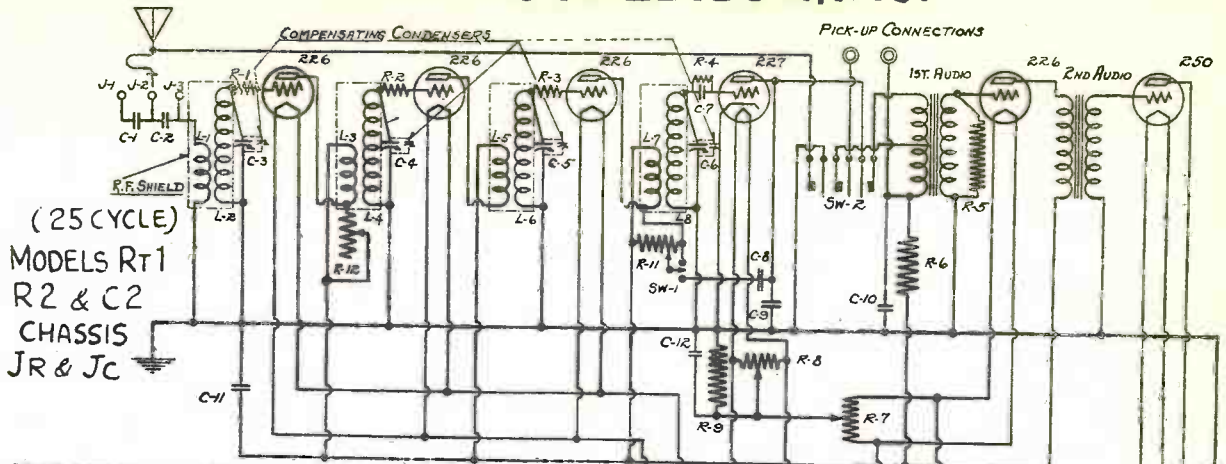 PICK-UP CONNECTIONS
COMPENSATING CONDENSERS
226
226
226
227
226
250
1ST. AUDIO
2ND AUDIO
J-1
J-2
J-3
C-1
C-2
R-1
R-2
R-3
R-4
L-1
L-2
L-3
L-4
L-5
L-6
L-7
L-8
C-3
C-4
C-5
C-6
C-7
R.F. SHIELD
(25 CYCLE)
MODELS RT1
R2 & C2
CHASSIS
JR & JC
R-12
R-11
SW-1
C-8
C-9
SW-2
R-5
R-6
C-10
C-11
C-12
R-9
R-8
R-7